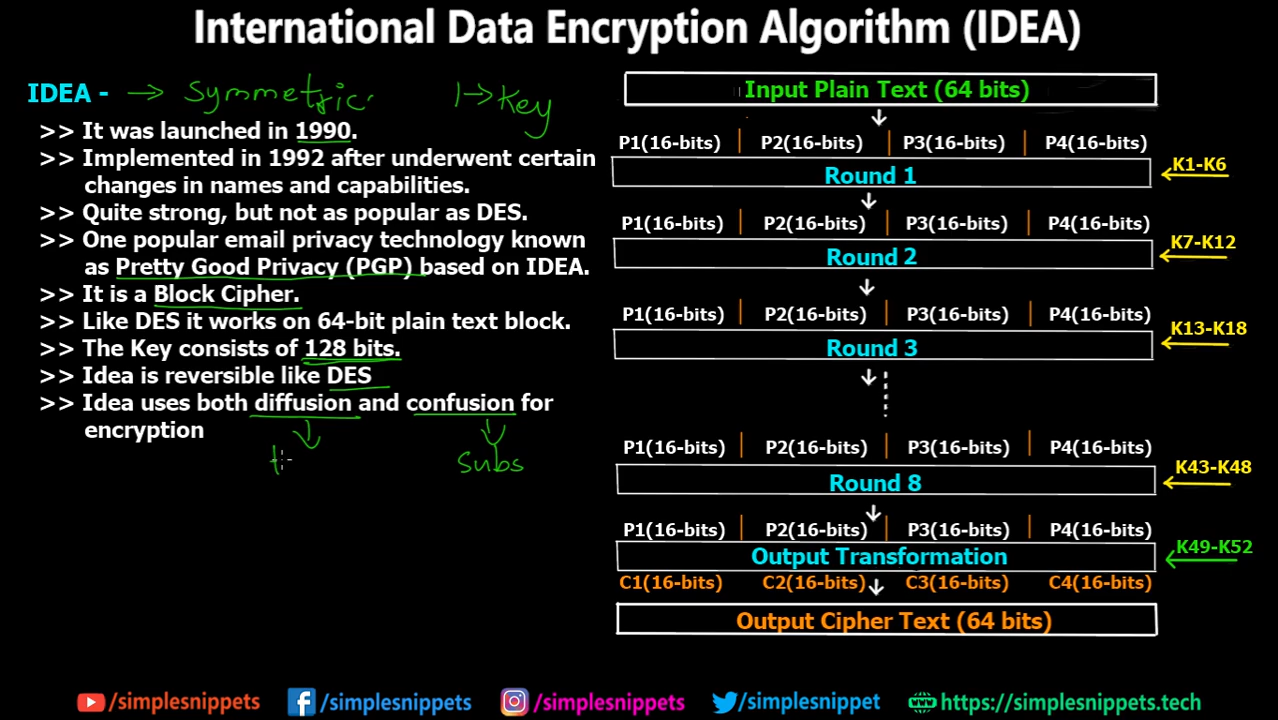 International Data Encryption Algorithm (IDEA)
IDEA - → Symmetric. 1→Key
>> It was launched in 1990.
>> Implemented in 1992 after underwent certain
changes in names and capabilities.
>> Quite strong, but not as popular as DES.
>> One popular email privacy technology known
as Pretty Good Privacy (PGP) based on IDEA.
>> It is a Block Cipher.
>> Like DES it works on 64-bit plain text block.
>> The Key consists of 128 bits.
>> Idea is reversible like DES
>> Idea uses both diffusion and confusion for
encryption
Subs
Input Plain Text (64 bits)
P1(16-bits) P2(16-bits) P3(16-bits) P4(16-bits)
Round 1 K1-K6
P1(16-bits) P2(16-bits) P3(16-bits) P4(16-bits)
Round 2 K7-K12
P1(16-bits) P2(16-bits) P3(16-bits) P4(16-bits)
Round 3 K13-K18
P1(16-bits) P2(16-bits) P3(16-bits) P4(16-bits)
Round 8 K43-K48
P1(16-bits) P2(16-bits) P3(16-bits) P4(16-bits)
Output Transformation K49-K52
C1(16-bits) C2(16-bits) C3(16-bits) C4(16-bits)
Output Cipher Text (64 bits)
/simplesnippets /simplesnippets /simplesnippets /simplesnippets https://simplesnippets.tech